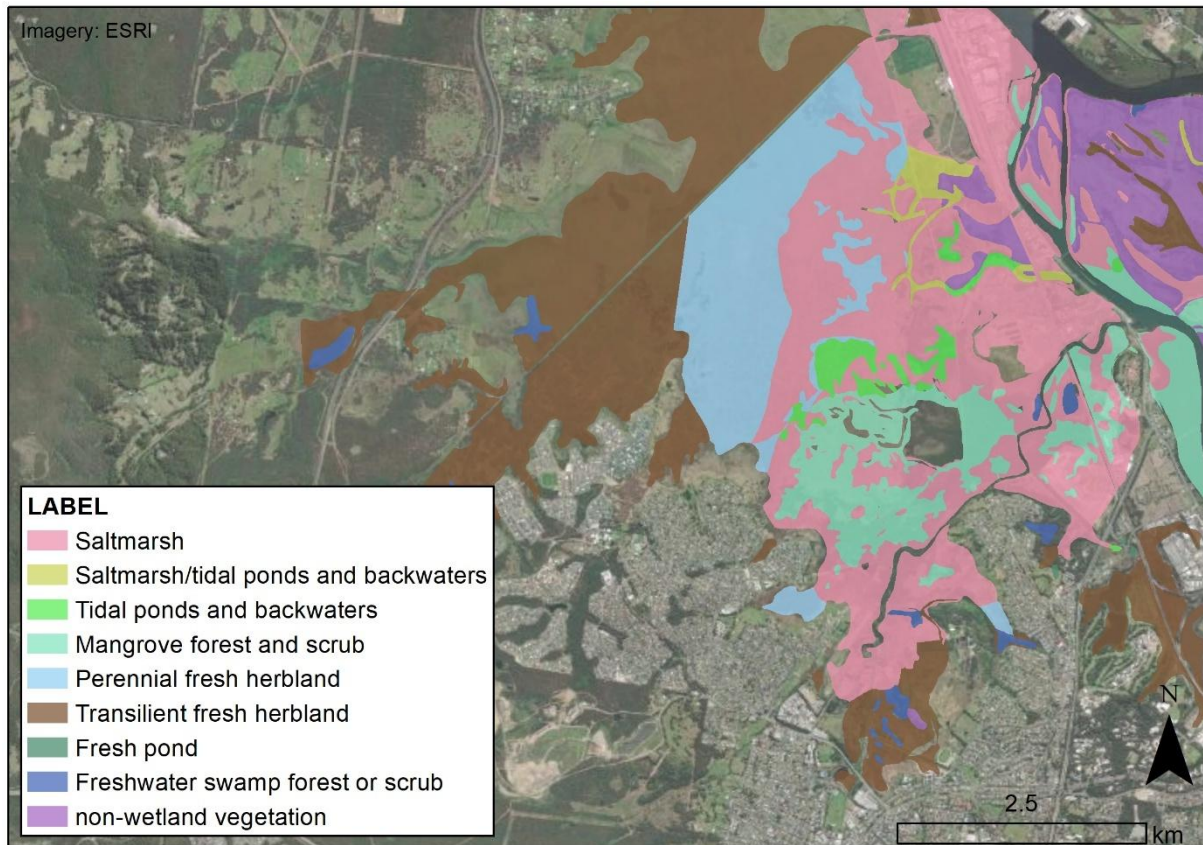 Imagery: ESRI
LABEL
Saltmarsh
Saltmarsh/tidal ponds and backwaters
Tidal ponds and backwaters
Mangrove forest and scrub
Perennial fresh herbland
Transilient fresh herbland
Fresh pond
Freshwater swamp forest or scrub
non-wetland vegetation
N
2.5
km